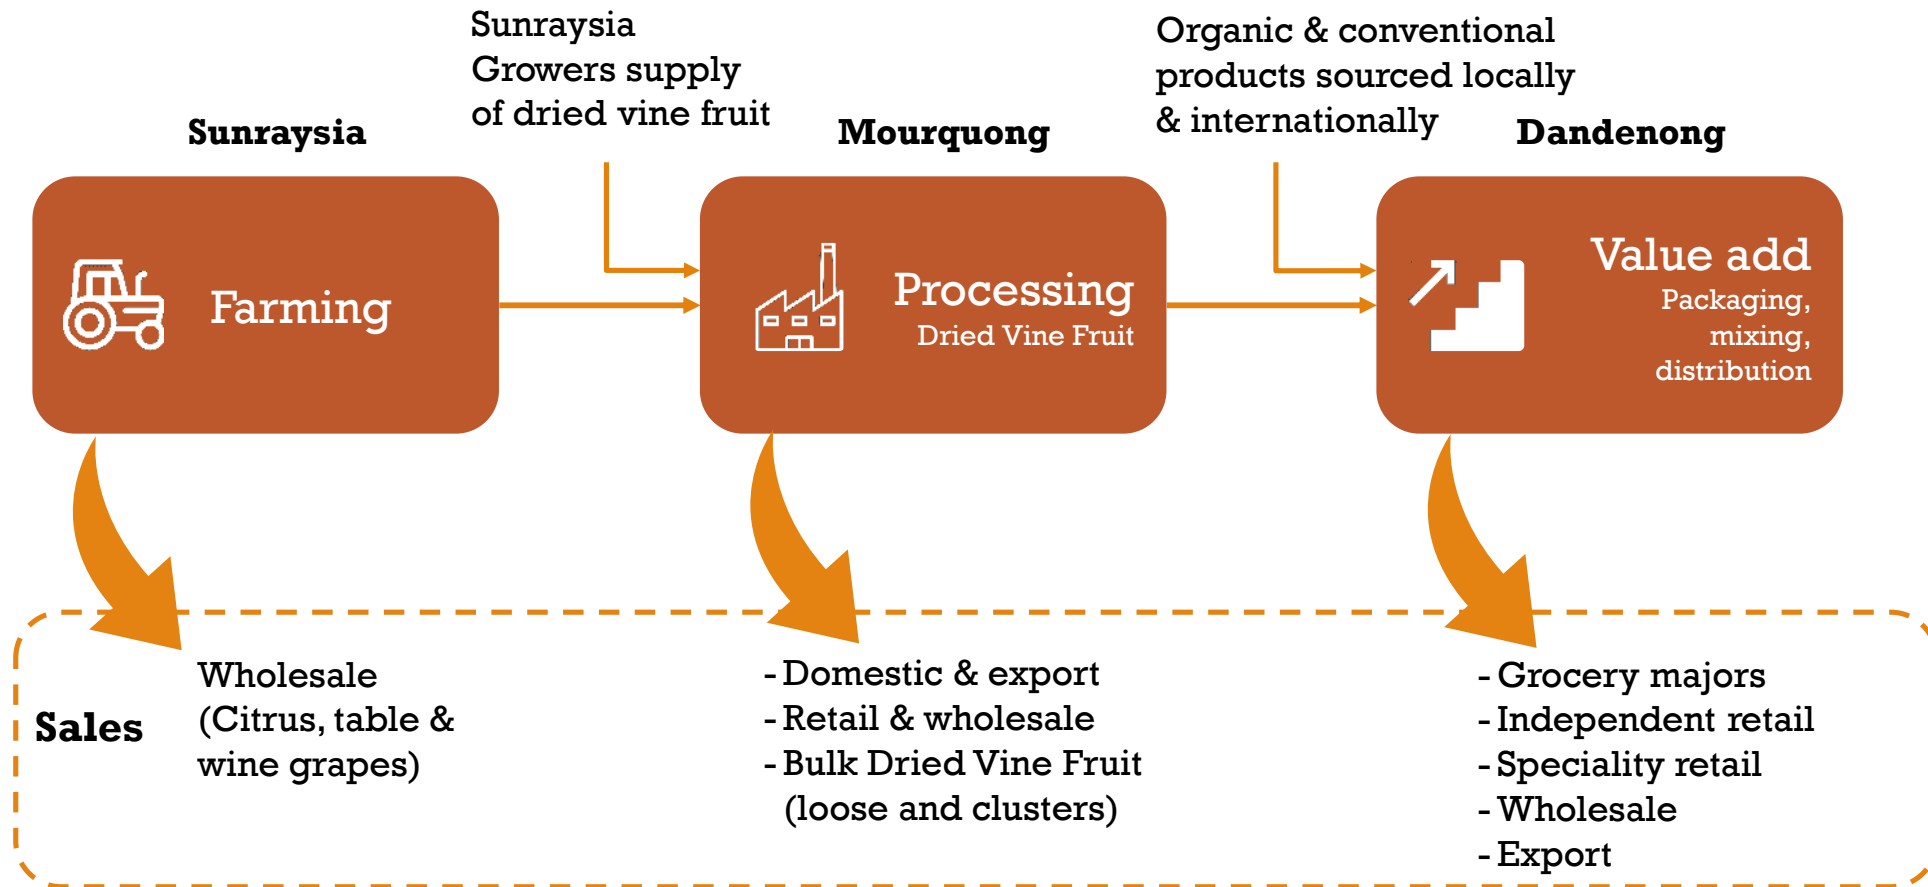 Sunraysia
Growers supply
of dried vine fruit
Organic & conventional
products sourced locally
& internationally
Sunraysia
Mourquong
Dandenong
Farming
Processing
Dried Vine Fruit
Value add
Packaging,
mixing,
distribution
Sales
Wholesale
(Citrus, table &
wine grapes)
- Domestic & export
- Retail & wholesale
- Bulk Dried Vine Fruit
(loose and clusters)
- Grocery majors
- Independent retail
- Speciality retail
- Wholesale
- Export